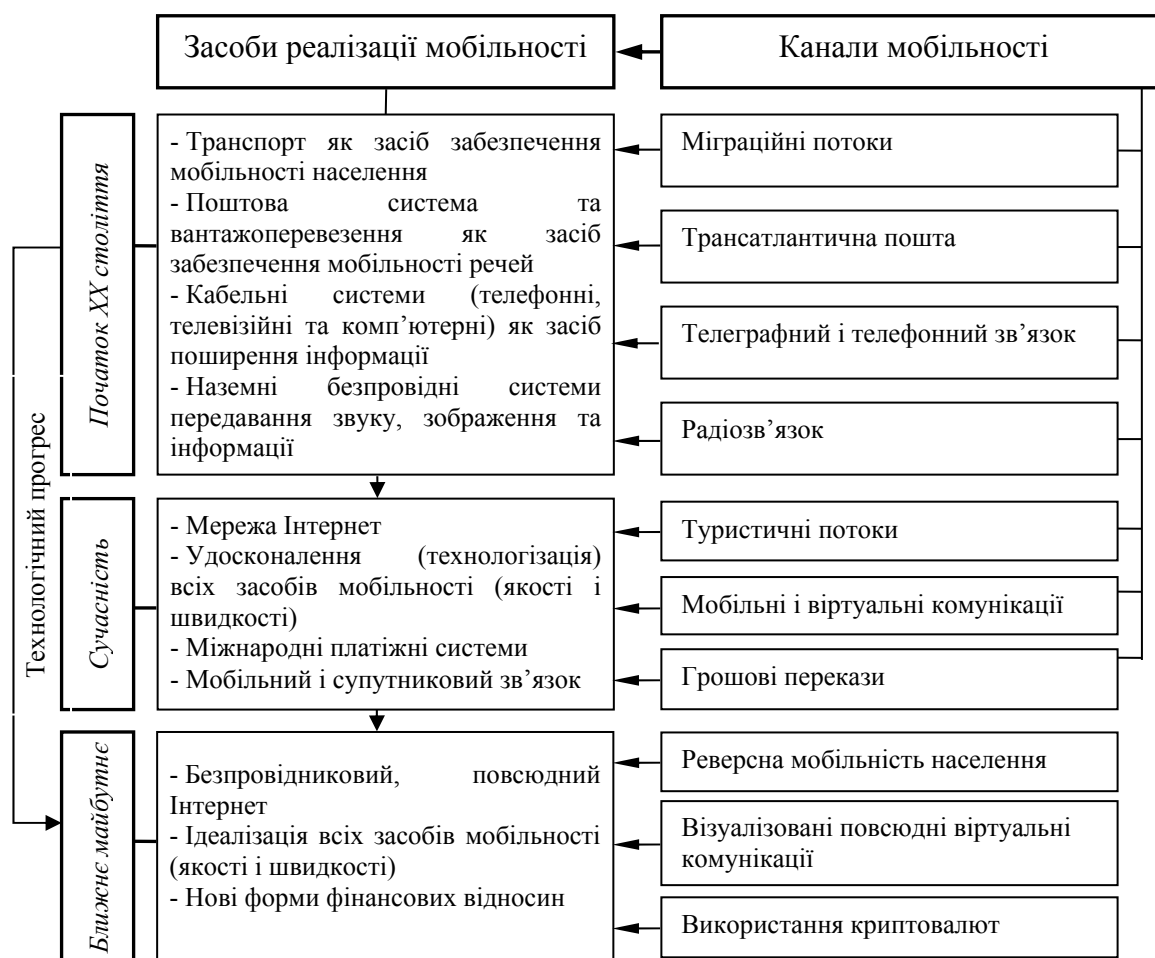 Засоби реалізації мобільності
Канали мобільності
Технологічний прогрес
Початок ХХ століття
- Транспорт як засіб забезпечення
мобільності населення
- Поштова система та
вантажоперевезення як засіб
забезпечення мобільності речей
- Кабельні системи (телефонні,
телевізійні та комп’ютерні) як засіб
поширення інформації
- Наземні безпровідні системи
передавання звуку, зображення та
інформації
Міграційні потоки
Трансатлантична пошта
Телеграфний і телефонний зв’язок
Радіозв’язок
Сучасність
- Мережа Інтернет
- Удосконалення (технологізація)
всіх засобів мобільності (якості і
швидкості)
- Міжнародні платіжні системи
- Мобільний і супутниковий зв’язок
Туристичні потоки
Мобільні і віртуальні комунікації
Грошові перекази
Ближнє майбутнє
- Безпровідниковий, повсюдний
Інтернет
- Ідеалізація всіх засобів мобільності
(якості і швидкості)
- Нові форми фінансових відносин
Реверсна мобільність населення
Візуалізовані повсюдні віртуальні
комунікації
Використання криптовалют